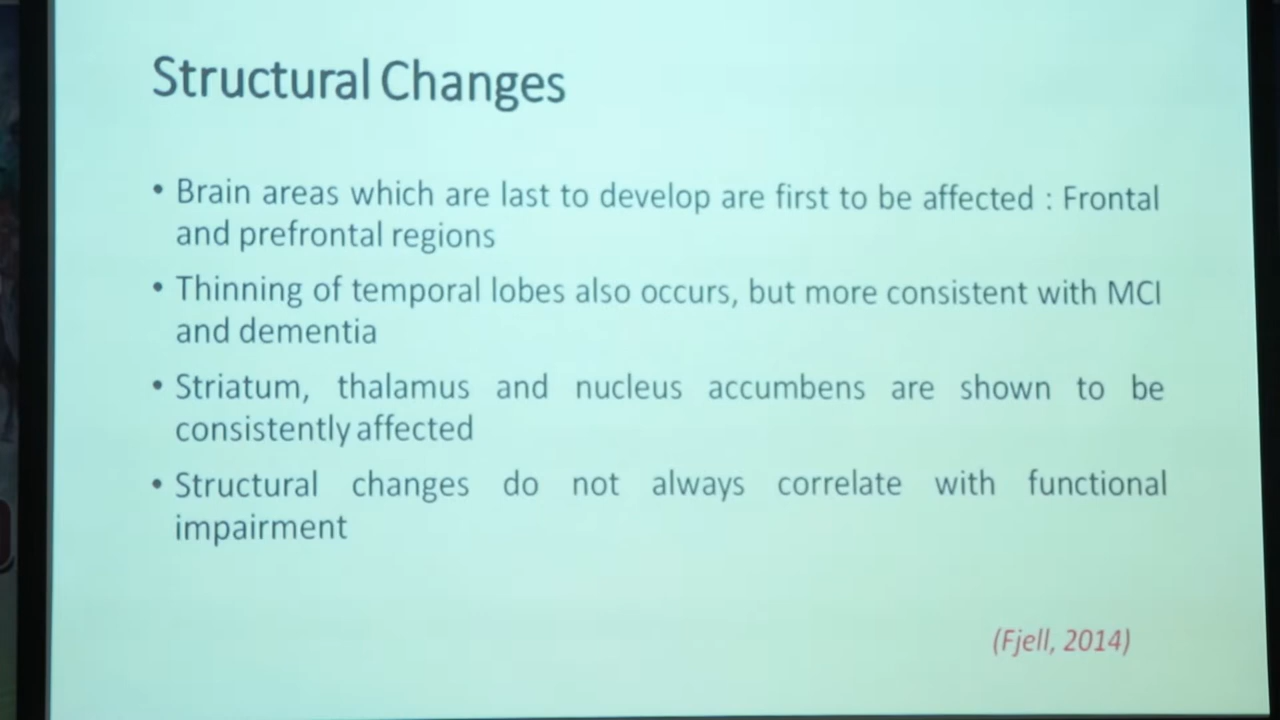 Structural Changes
• Brain areas which are last to develop are first to be affected : Frontal
and prefrontal regions
• Thinning of temporal lobes also occurs, but more consistent with MCI
and dementia
• Striatum, thalamus and nucleus accumbens are shown to be
consistently affected
• Structural changes do not always correlate with functional
impairment
(Fjell, 2014)